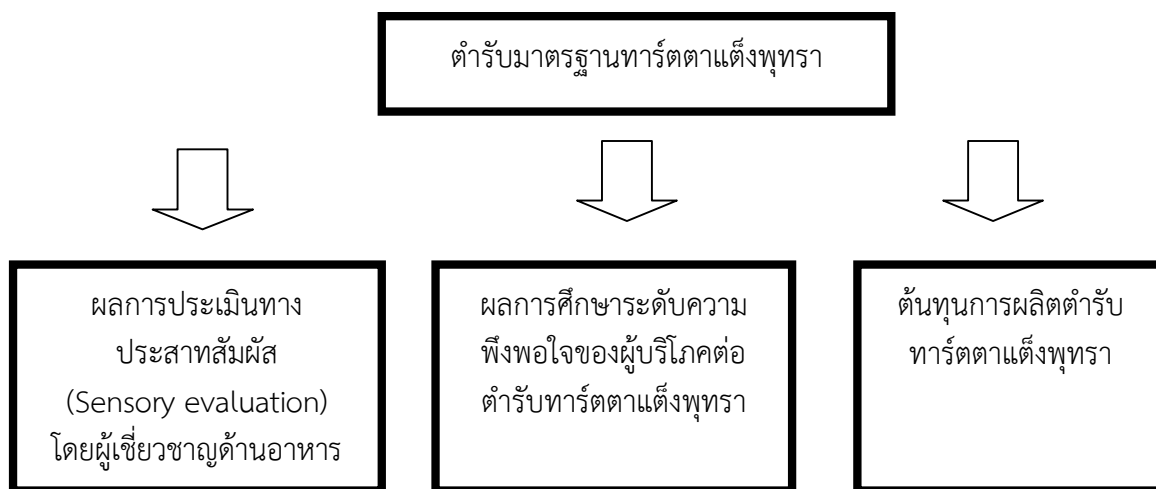 ตำรับมาตรฐานทาร์ตตาแต็งพุทรา
ผลการประเมินทาง
ประสาทสัมผัส
(Sensory evaluation)
โดยผู้เชี่ยวชาญด้านอาหาร
ผลการศึกษาระดับความ
พึงพอใจของผู้บริโภคต่อ
ตำรับทาร์ตตาแต็งพุทรา
ต้นทุนการผลิตตำรับ
ทาร์ตตาแต็งพุทรา